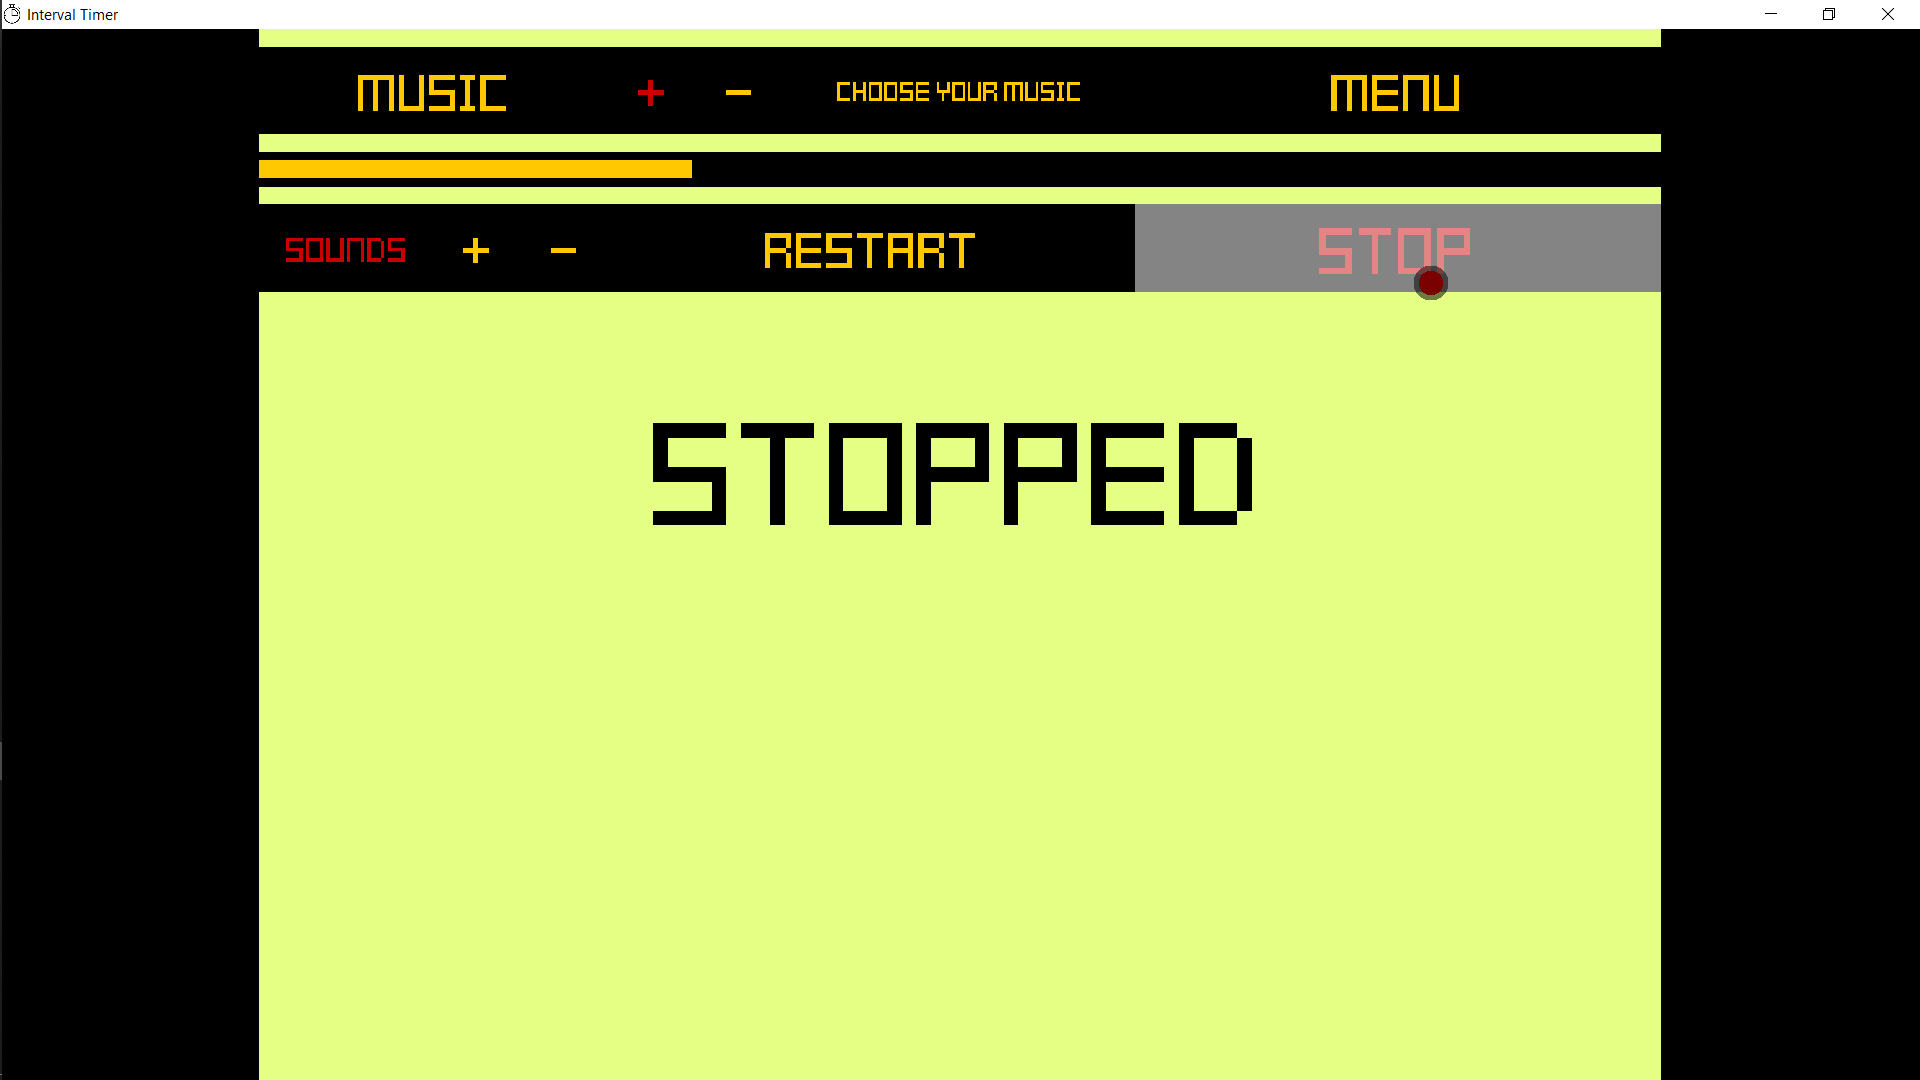 Interval Timer
MUSIC + - CHOOSE YOUR MUSIC MENU
SOUNDS + - RESTART STOP
STOPPED